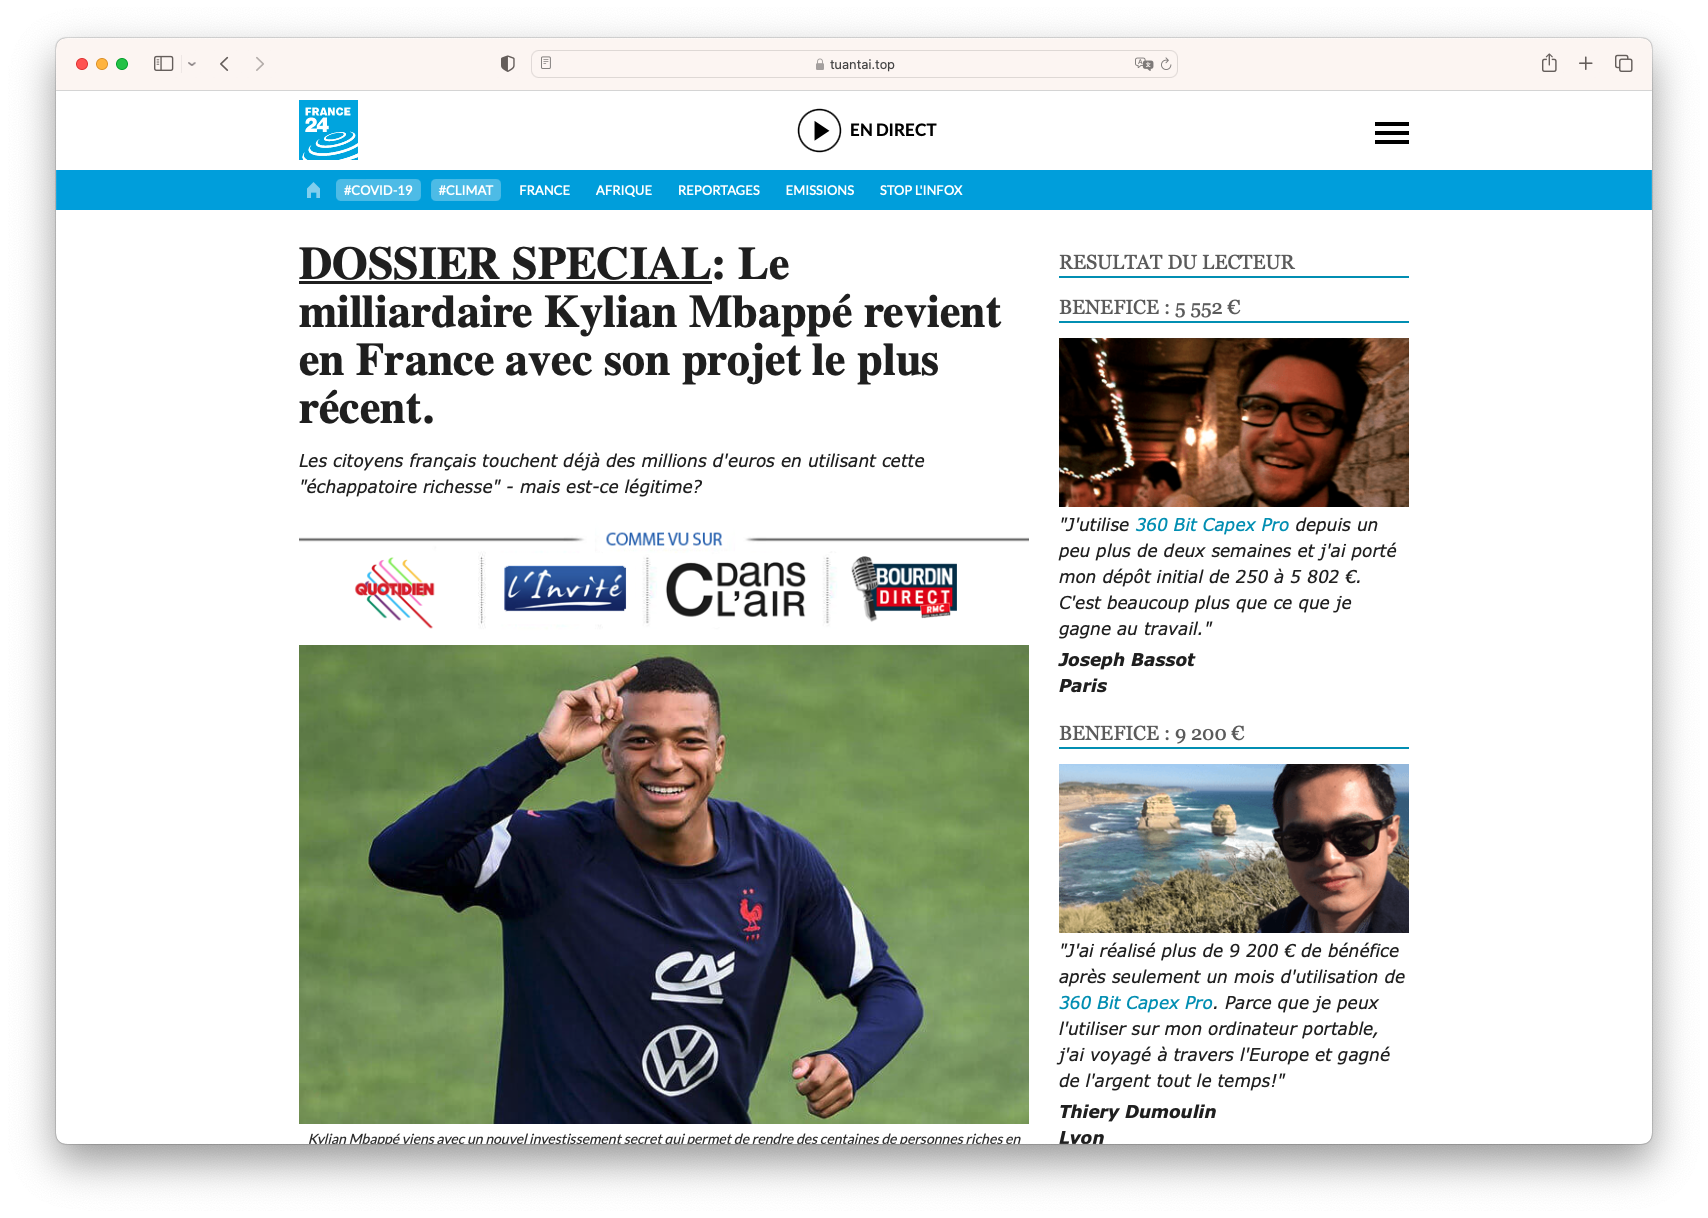 tuantai.top
FRANCE
24
EN DIRECT
#COVID-19 #CLIMAT FRANCE AFRIQUE REPORTAGES EMISSIONS STOP L'INFOX
DOSSIER SPECIAL: Le
milliardaire Kylian Mbappé revient
en France avec son projet le plus
récent.
Les citoyens français touchent déjà des millions d'euros en utilisant cette
"échappatoire richesse" - mais est-ce légitime?
COMME VU SUR
QUOTIDIEN
l'Invité
C DANS
L'AIR
BOURDIN
DIRECT
RMC
CA
Kylian Mbappé viens avec un nouvel investissement secret qui permet de rendre des centaines de personnes riches en
RESULTAT DU LECTEUR
BENEFICE : 5 552 €
"J'utilise 360 Bit Capex Pro depuis un
peu plus de deux semaines et j'ai porté
mon dépôt initial de 250 à 5 802 €.
C'est beaucoup plus que ce que je
gagne au travail."
Joseph Bassot
Paris
BENEFICE : 9 200 €
"J'ai réalisé plus de 9 200 € de bénéfice
après seulement un mois d'utilisation de
360 Bit Capex Pro. Parce que je peux
l'utiliser sur mon ordinateur portable,
j'ai voyagé à travers l'Europe et gagné
de l'argent tout le temps!"
Thiery Dumoulin
Lyon